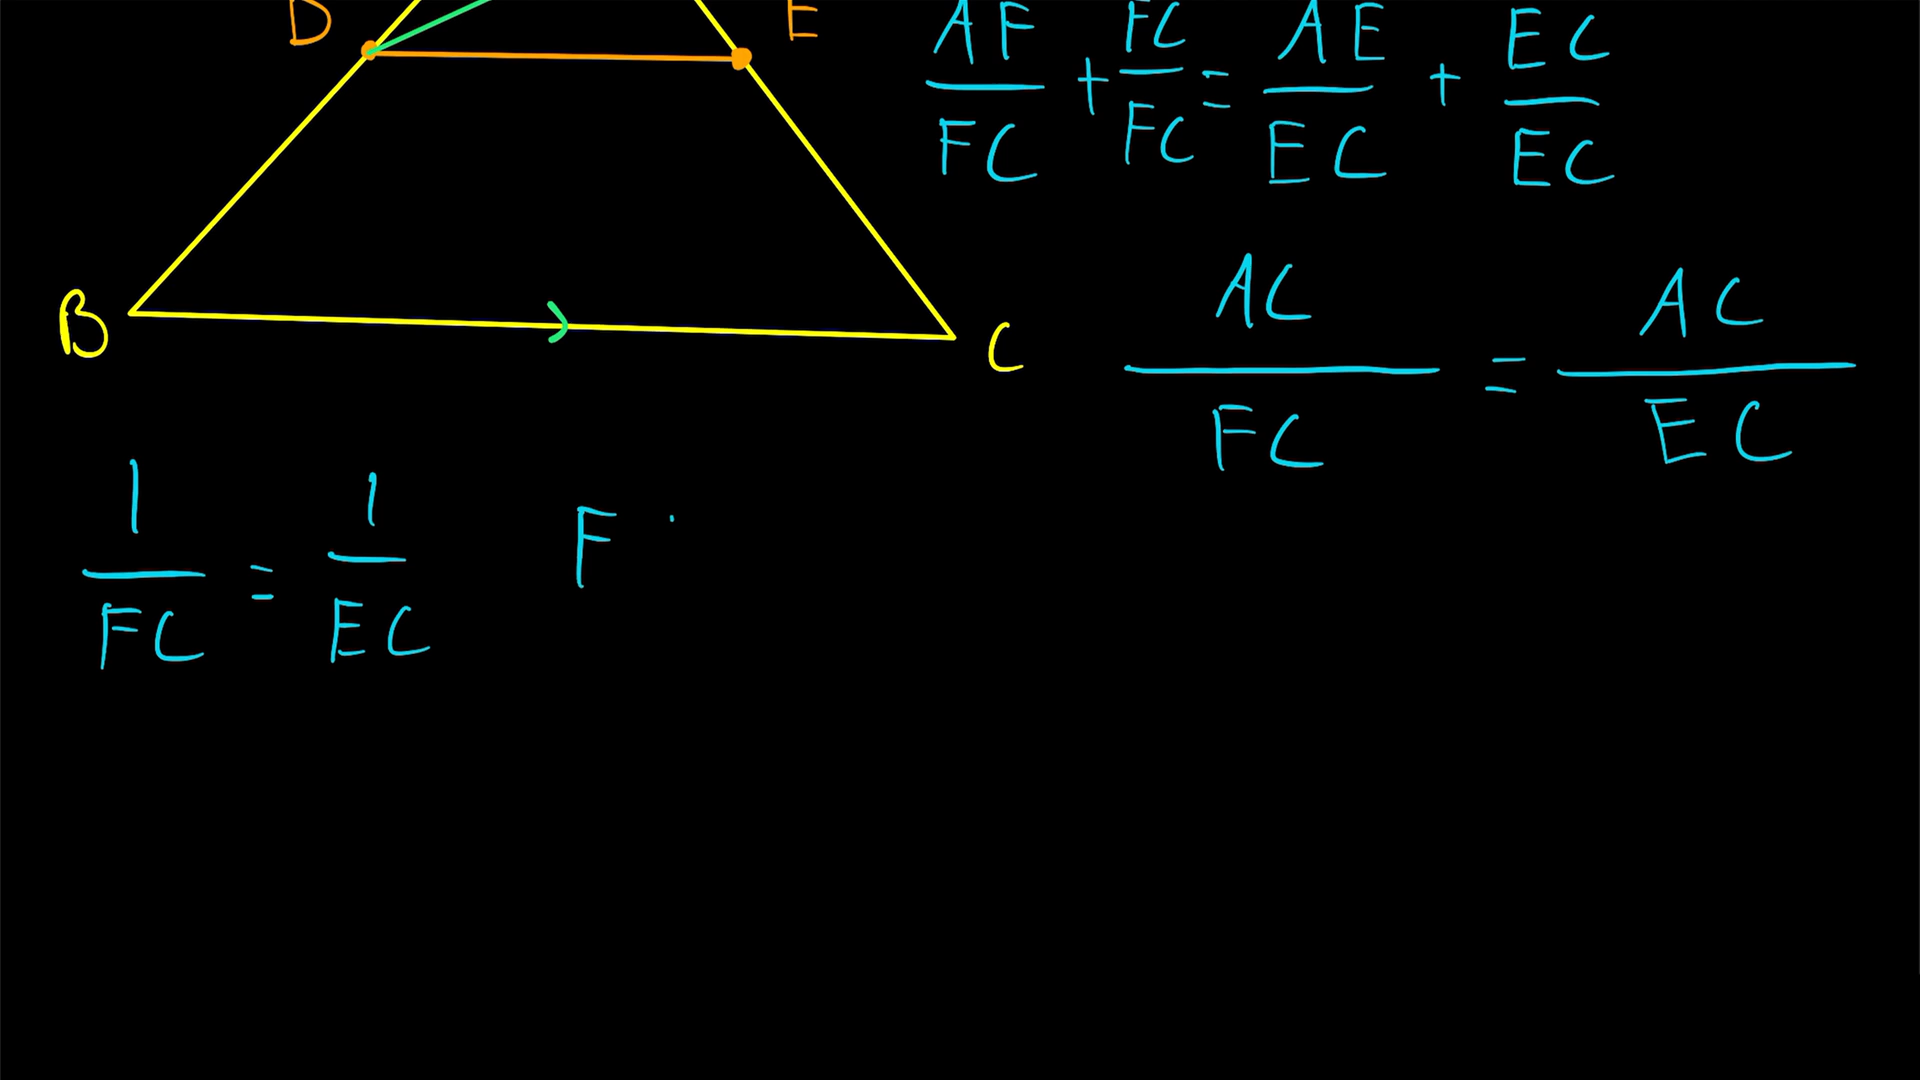 D E
AF/FC + FC/FC = AE/EC + EC/EC
B C
AC/FC = AC/EC
1/FC = 1/EC F